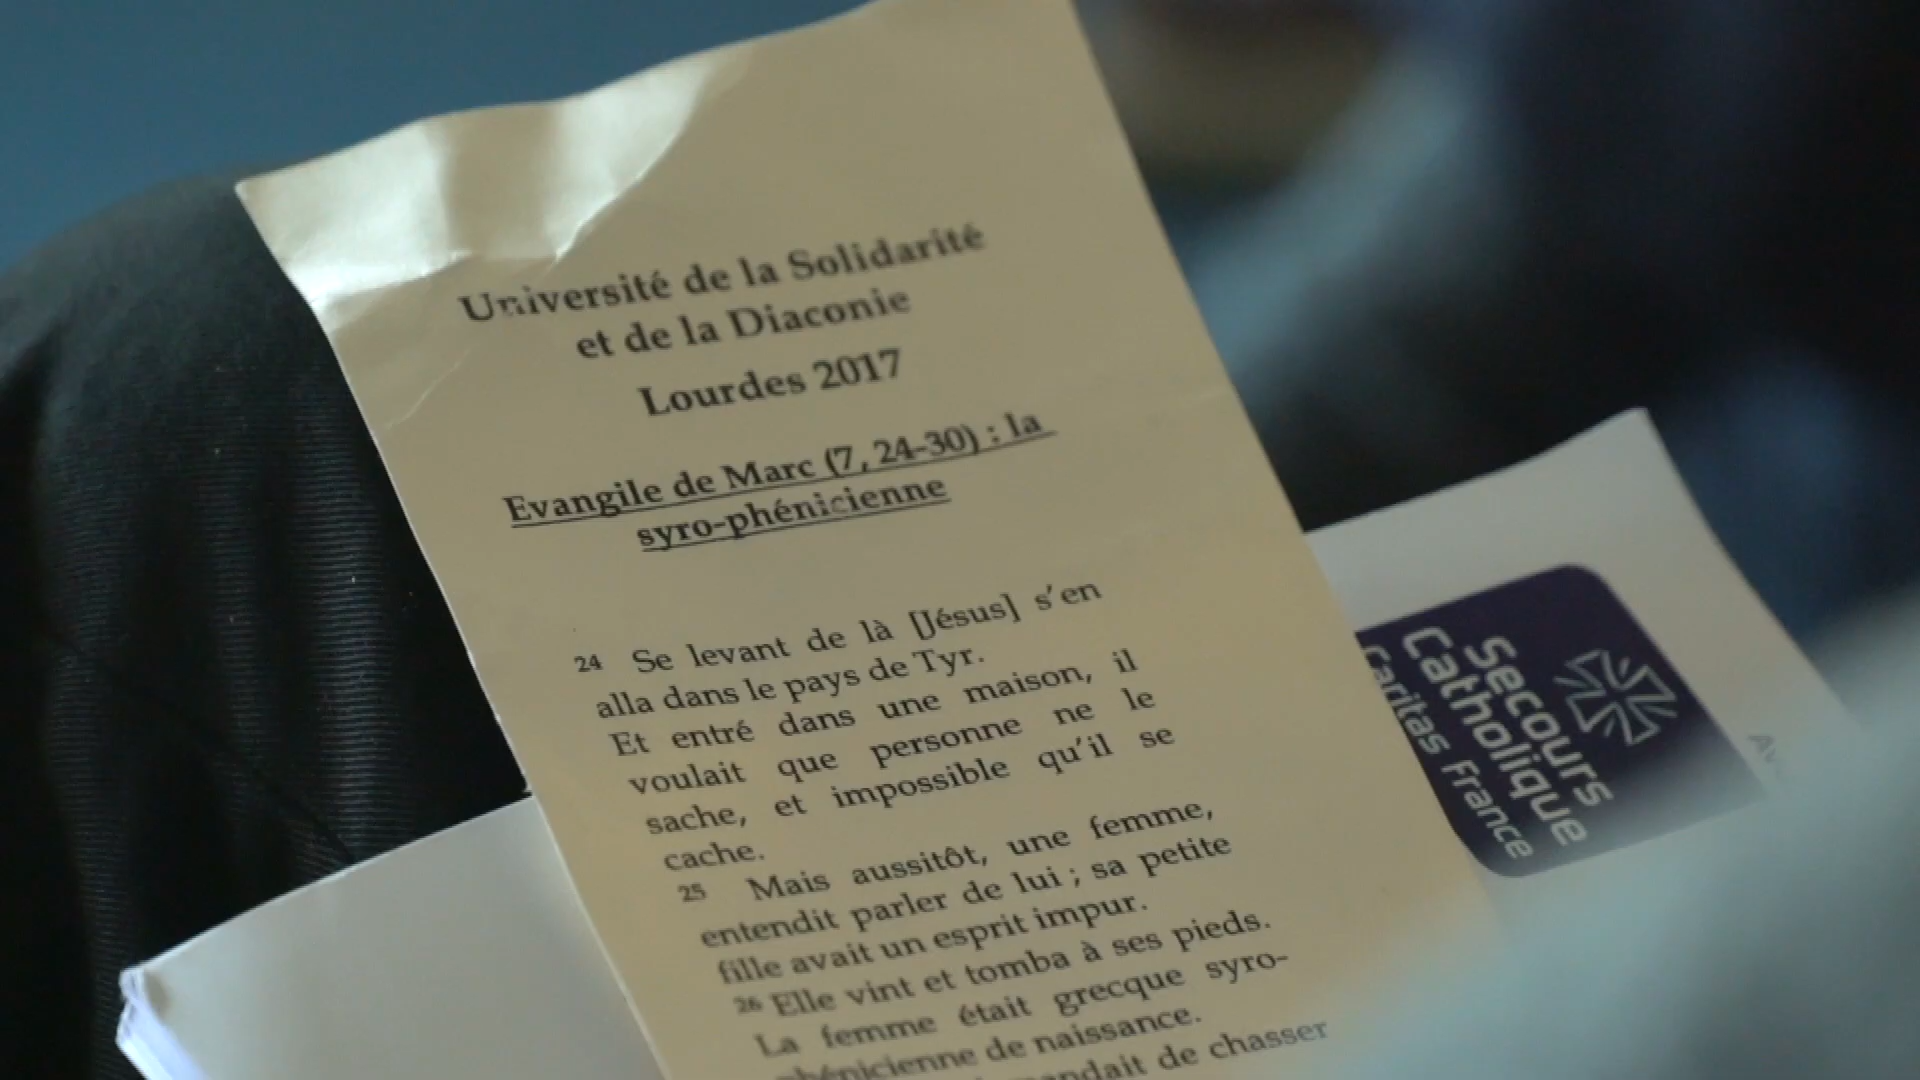 Université de la Solidarité
et de la Diaconie
Lourdes 2017
Evangile de Marc (7, 24-30) : la
syro-phénicienne
24 Se levant de là [Jésus] s'en
alla dans le pays de Tyr.
Et entré dans une maison, il
voulait que personne ne le
sache, et impossible qu'il se
cache.
25 Mais aussitôt, une femme,
entendit parler de lui ; sa petite
fille avait un esprit impur.
26 Elle vint et tomba à ses pieds.
La femme était grecque syro-
phénicienne de naissance.
de chasser
Secours
Catholique
Caritas France